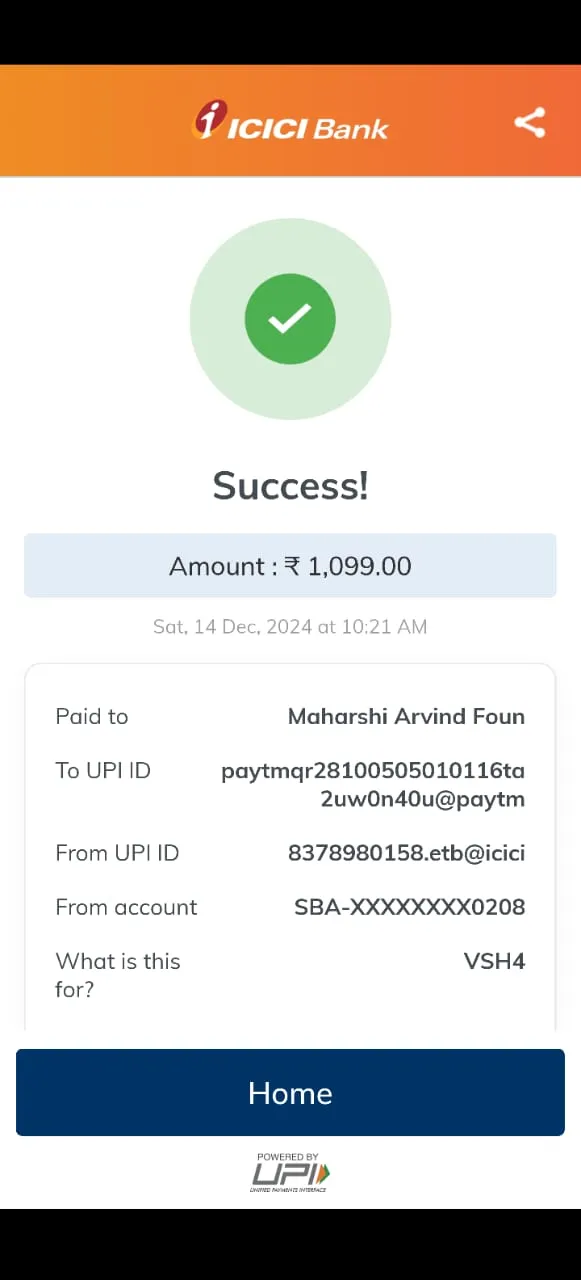 ICICI Bank
Success!
Amount : ₹ 1,099.00
Sat, 14 Dec, 2024 at 10:21 AM
Paid to Maharshi Arvind Foun
To UPI ID paytmqr28100505010116ta
2uw0n40u@paytm
From UPI ID 8378980158.etb@icici
From account SBA-XXXXXXXX0208
What is this VSH4
for?
Home
POWERED BY
UPI
UNIFIED PAYMENTS INTERFACE